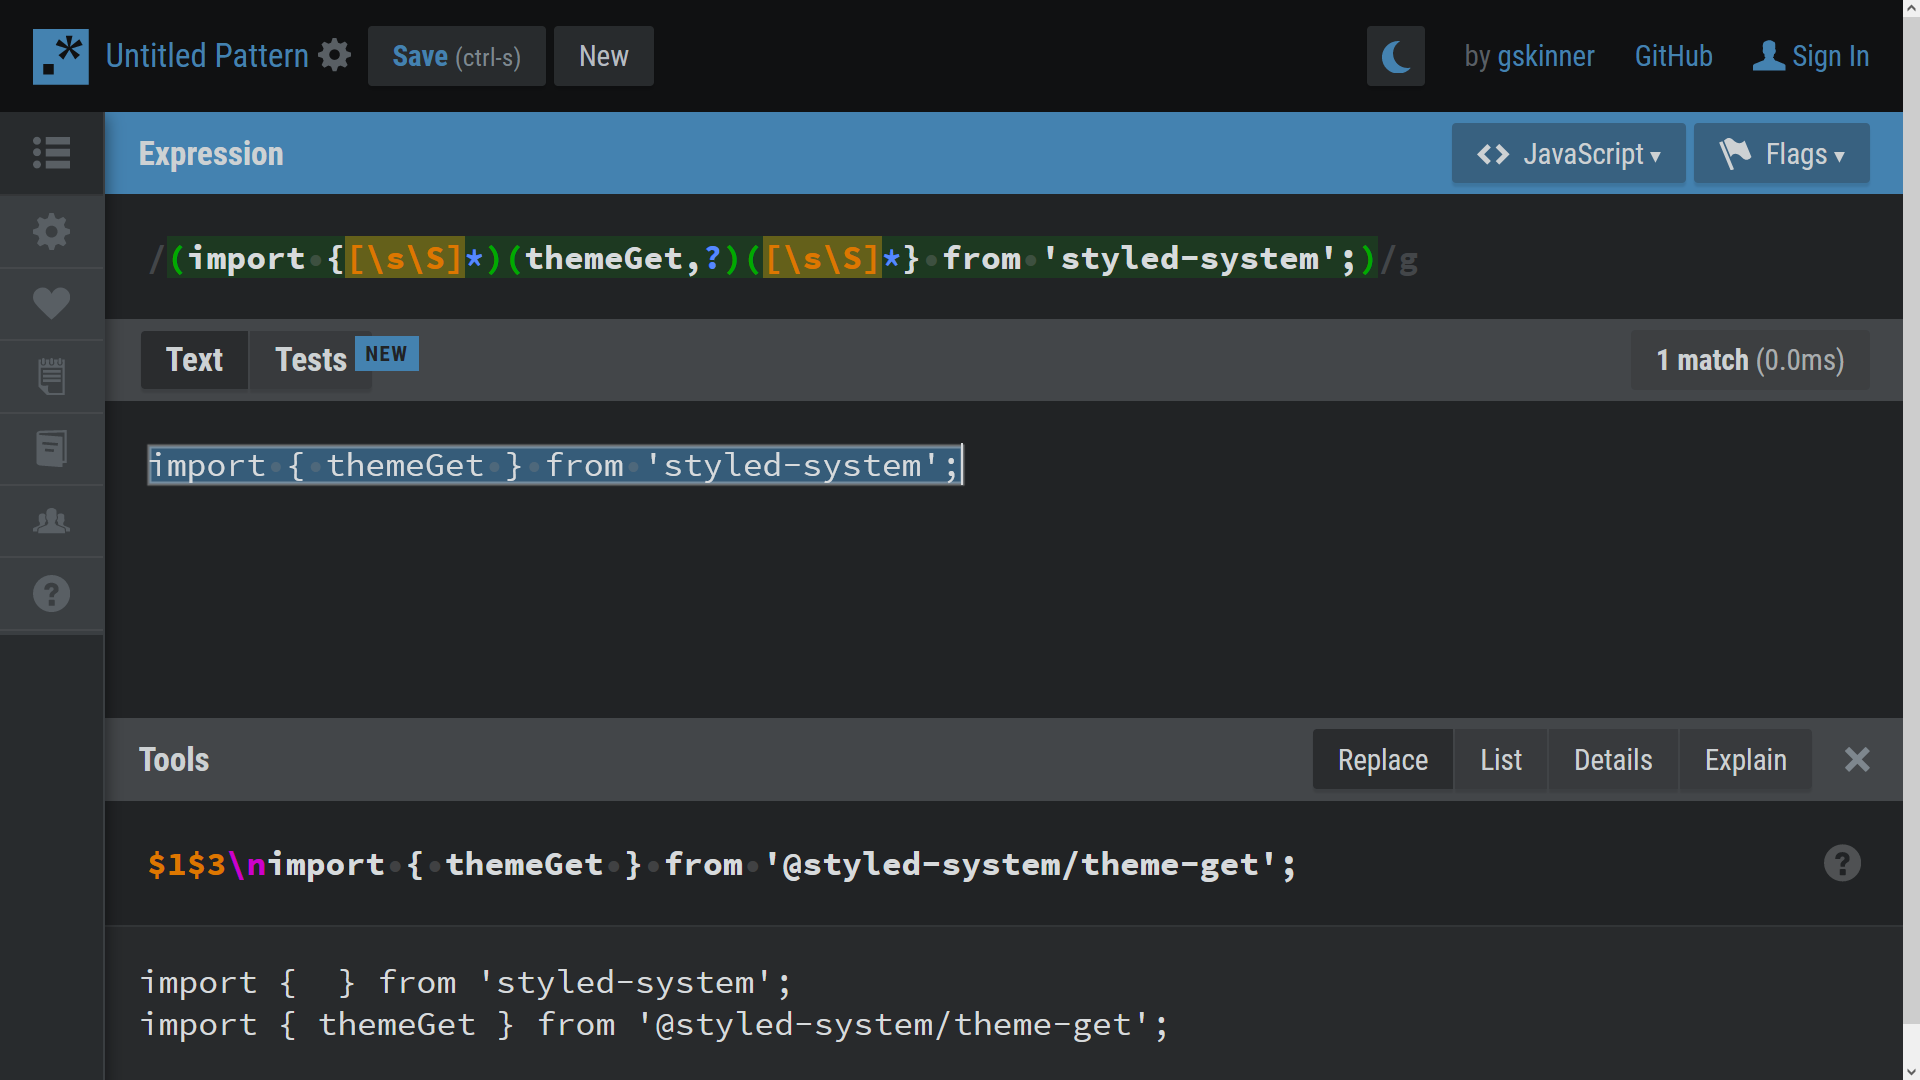 Untitled Pattern Save (ctrl-s) New by gskinner GitHub Sign In
Expression JavaScript ▾ Flags ▾
/(import {[\s\S]*)(themeGet,?)([\s\S]*} from 'styled-system';)/g
Text Tests NEW 1 match (0.0ms)
import { themeGet } from 'styled-system';
Tools Replace List Details Explain
$1$3\nimport { themeGet } from '@styled-system/theme-get';
import {  } from 'styled-system';
import { themeGet } from '@styled-system/theme-get';